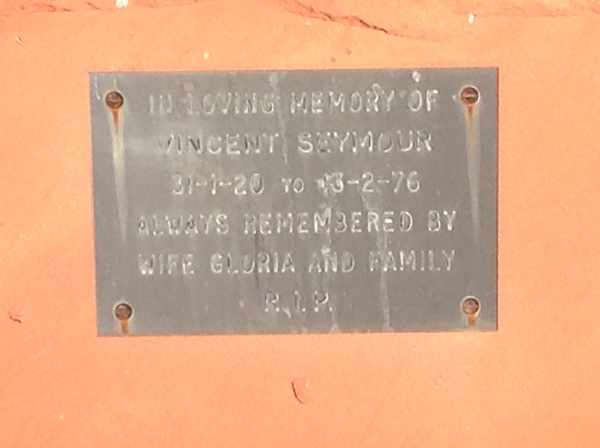 IN LOVING MEMORY OF
VINCENT SEYMOUR
31-1-20 TO 13-2-76
ALWAYS REMEMBERED BY
WIFE GLORIA AND FAMILY
R.I.P.